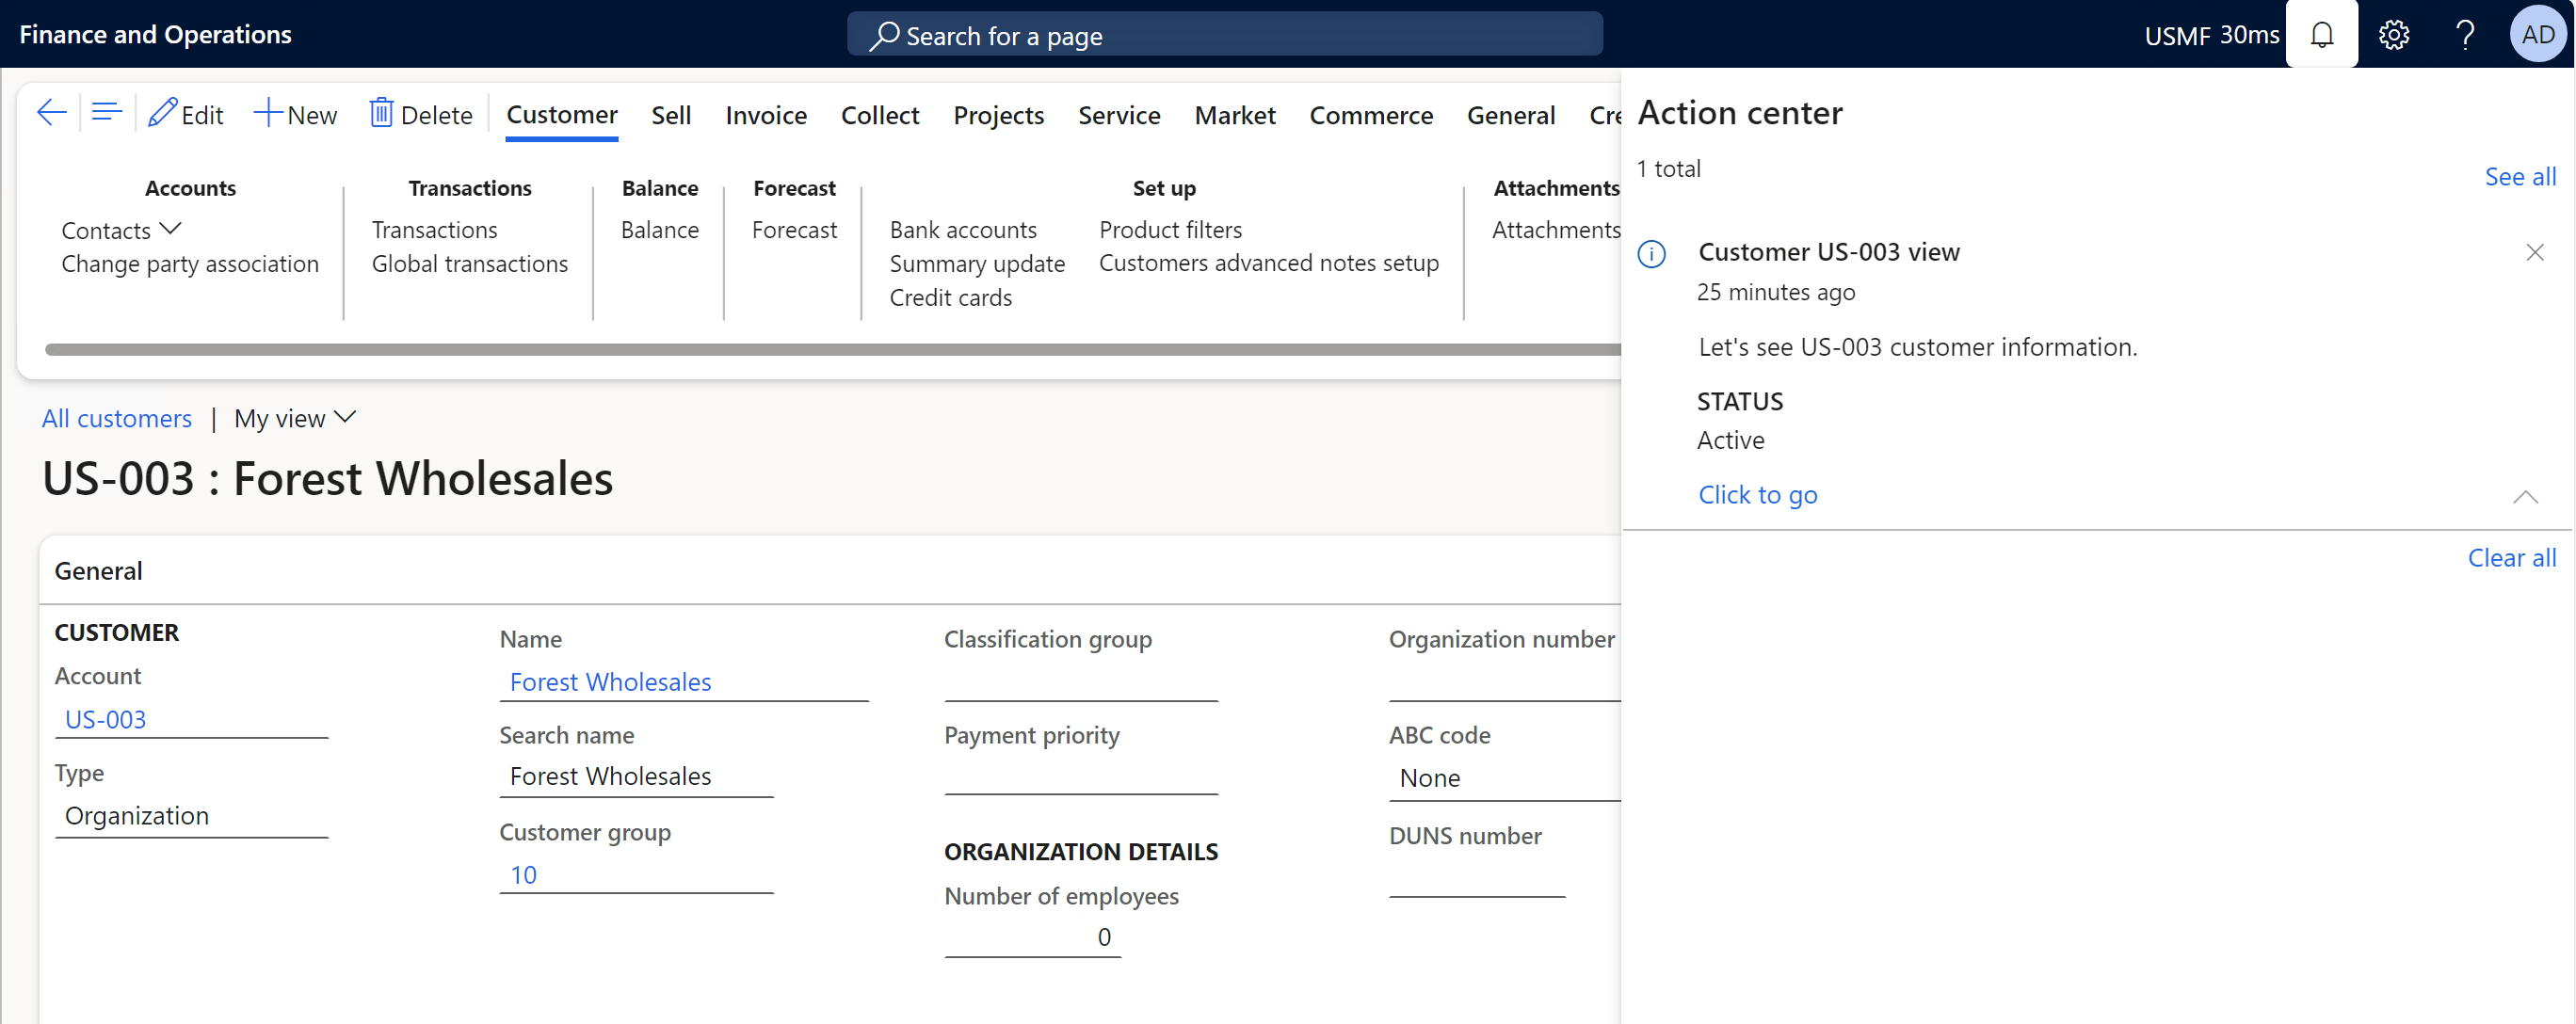 Finance and Operations
Search for a page
USMF 30ms
AD
Edit
New
Delete
Customer
Sell
Invoice
Collect
Projects
Service
Market
Commerce
General
Cre
Accounts
Contacts
Change party association
Transactions
Transactions
Global transactions
Balance
Balance
Forecast
Forecast
Set up
Bank accounts
Summary update
Credit cards
Product filters
Customers advanced notes setup
Attachments
Attachments
All customers | My view
US-003 : Forest Wholesales
General
CUSTOMER
Account
US-003
Type
Organization
Name
Forest Wholesales
Search name
Forest Wholesales
Customer group
10
Classification group
Payment priority
ORGANIZATION DETAILS
Number of employees
0
Organization number
ABC code
None
DUNS number
Action center
1 total
See all
Customer US-003 view
25 minutes ago
Let's see US-003 customer information.
STATUS
Active
Click to go
Clear all